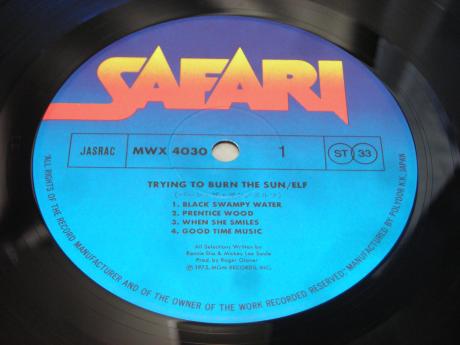 SAFARI
JASRAC
MWX 4030
1
ST 33
TRYING TO BURN THE SUN/ELF
1. BLACK SWAMPY WATER
2. PRENTICE WOOD
3. WHEN SHE SMILES
4. GOOD TIME MUSIC
All Selections Written by
Ronnie Dio & Mickey Lee Soule
Prod. by Roger Glover
Ⓟ1975, MGM RECORDS, INC.
ALL RIGHTS OF THE RECORD MANUFACTURER AND OF THE OWNER OF THE WORK RECORDED RESERVED. MANUFACTURED BY POLYDOR K.K., JAPAN